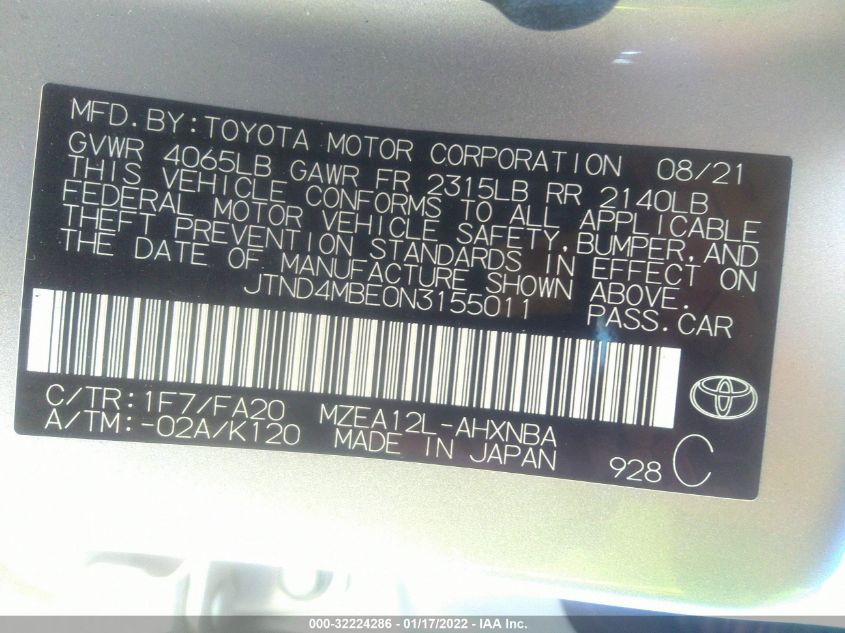 MFD. BY: TOYOTA MOTOR CORPORATION 08/21
GVWR 4065LB GAWR FR 2315LB RR 2140LB
THIS VEHICLE CONFORMS TO ALL APPLICABLE
FEDERAL MOTOR VEHICLE SAFETY, BUMPER, AND
THEFT PREVENTION STANDARDS IN EFFECT ON
THE DATE OF MANUFACTURE SHOWN ABOVE.
JTND4MBE0N3155011 PASS. CAR
C/TR: 1F7/FA20 MZEA12L-AHXNBA
A/TM: -02A/K120 MADE IN JAPAN 928 C
000-32224286 - 01/17/2022 - IAA Inc.